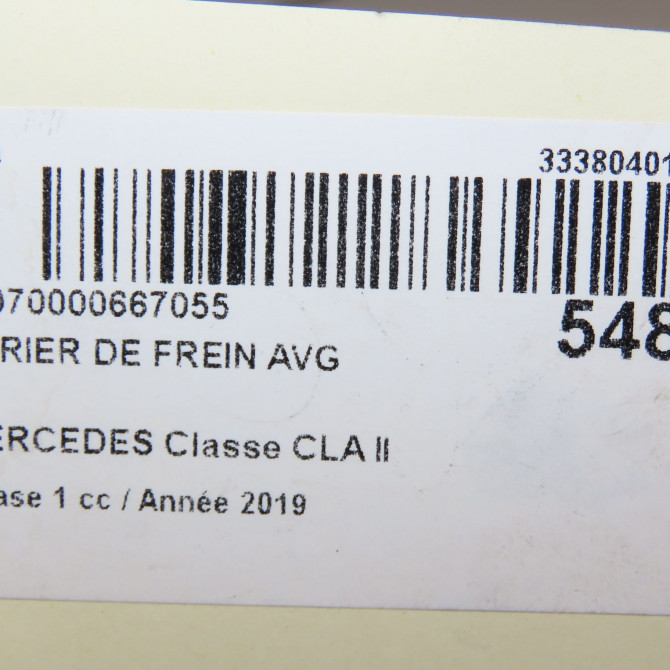 33380401
070000667055
548
RIER DE FREIN AVG
ERCEDES Classe CLA II
ase 1 cc / Année 2019